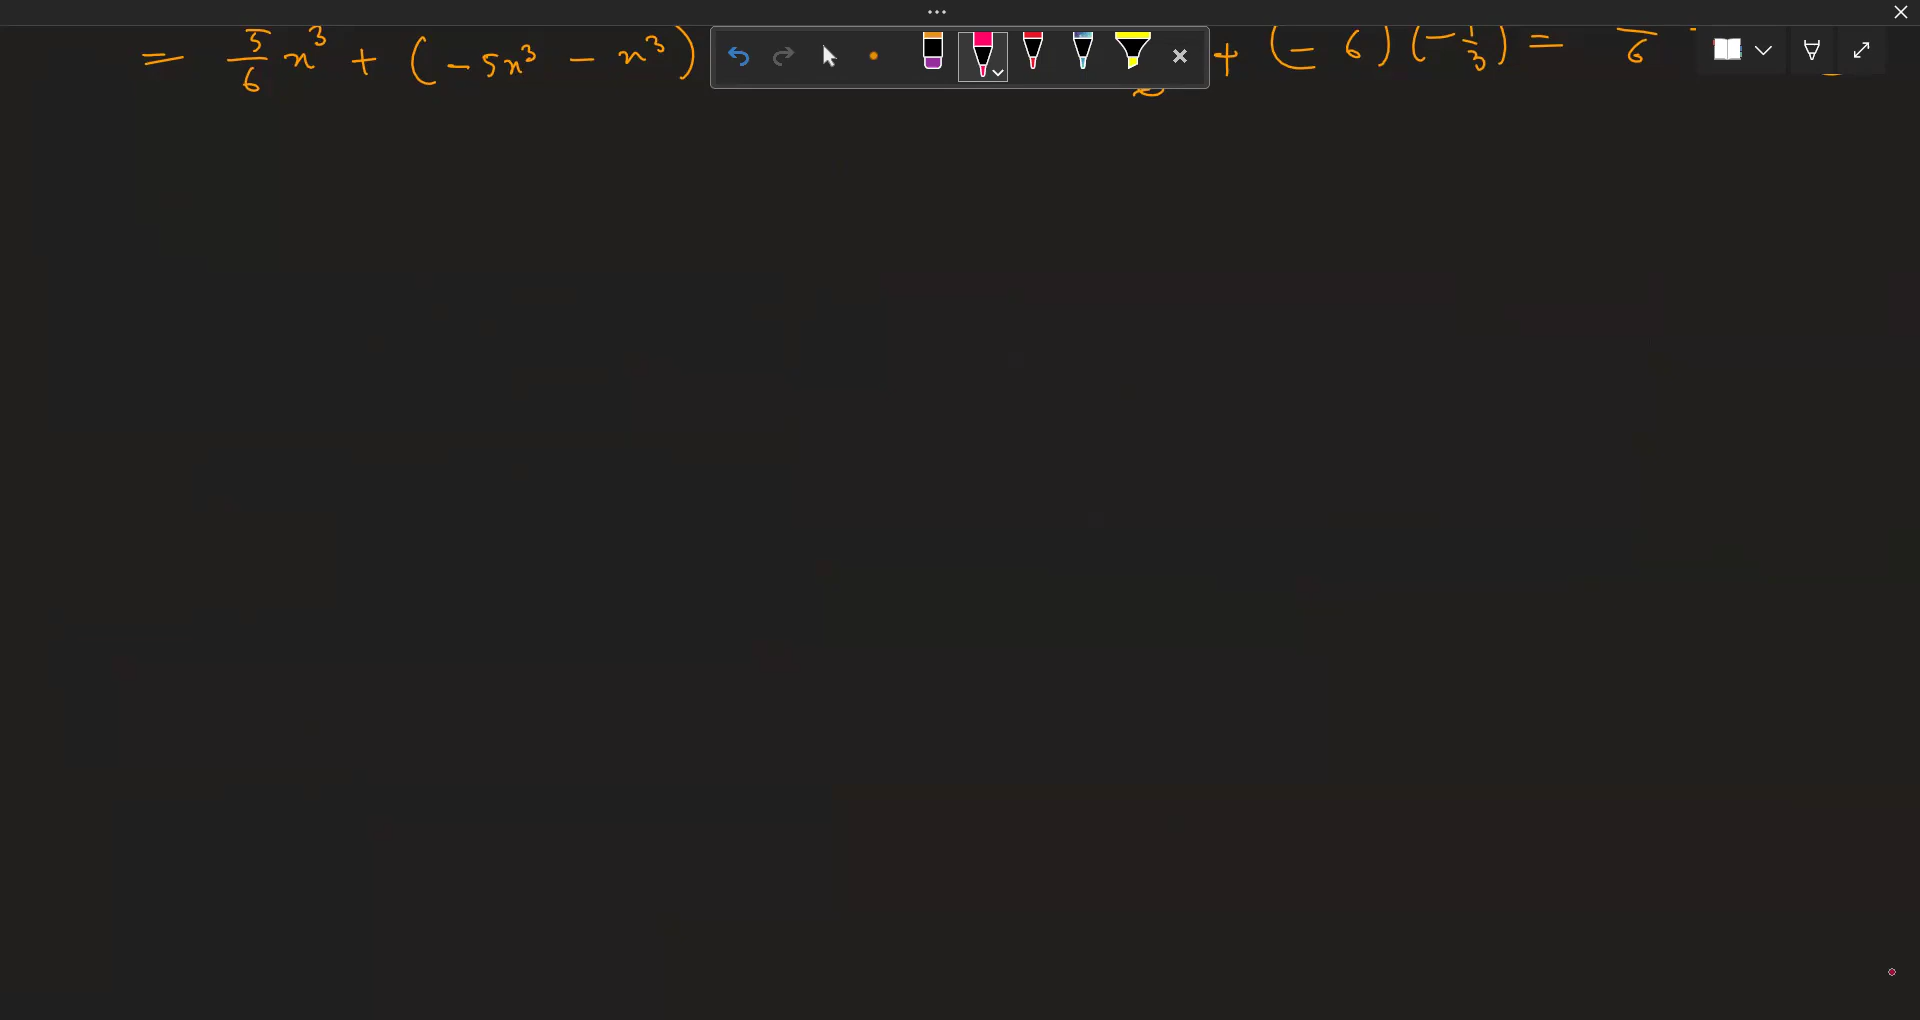 = 5/6 x³ + (-5x³ - x³) + (-6)(-1/3) = /6